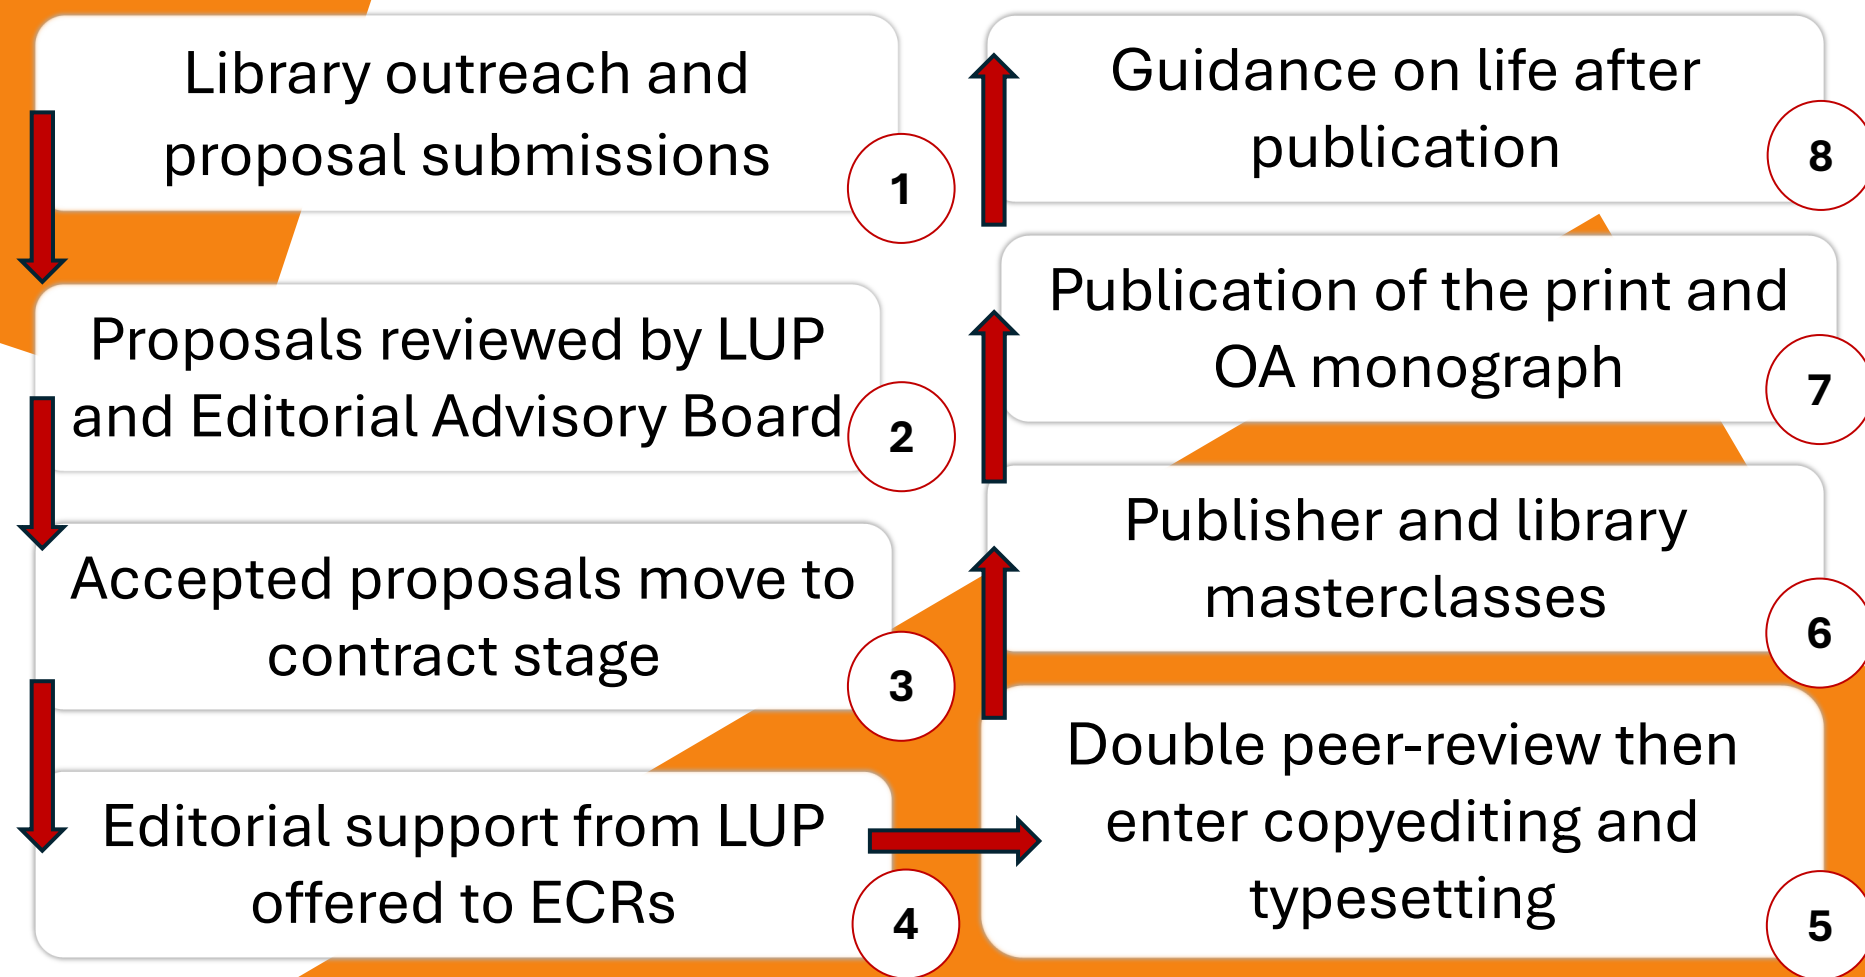 Library outreach and
proposal submissions
1
Proposals reviewed by LUP
and Editorial Advisory Board
2
Accepted proposals move to
contract stage
3
Editorial support from LUP
offered to ECRs
4
Double peer-review then
enter copyediting and
typesetting
5
Publisher and library
masterclasses
6
Publication of the print and
OA monograph
7
Guidance on life after
publication
8